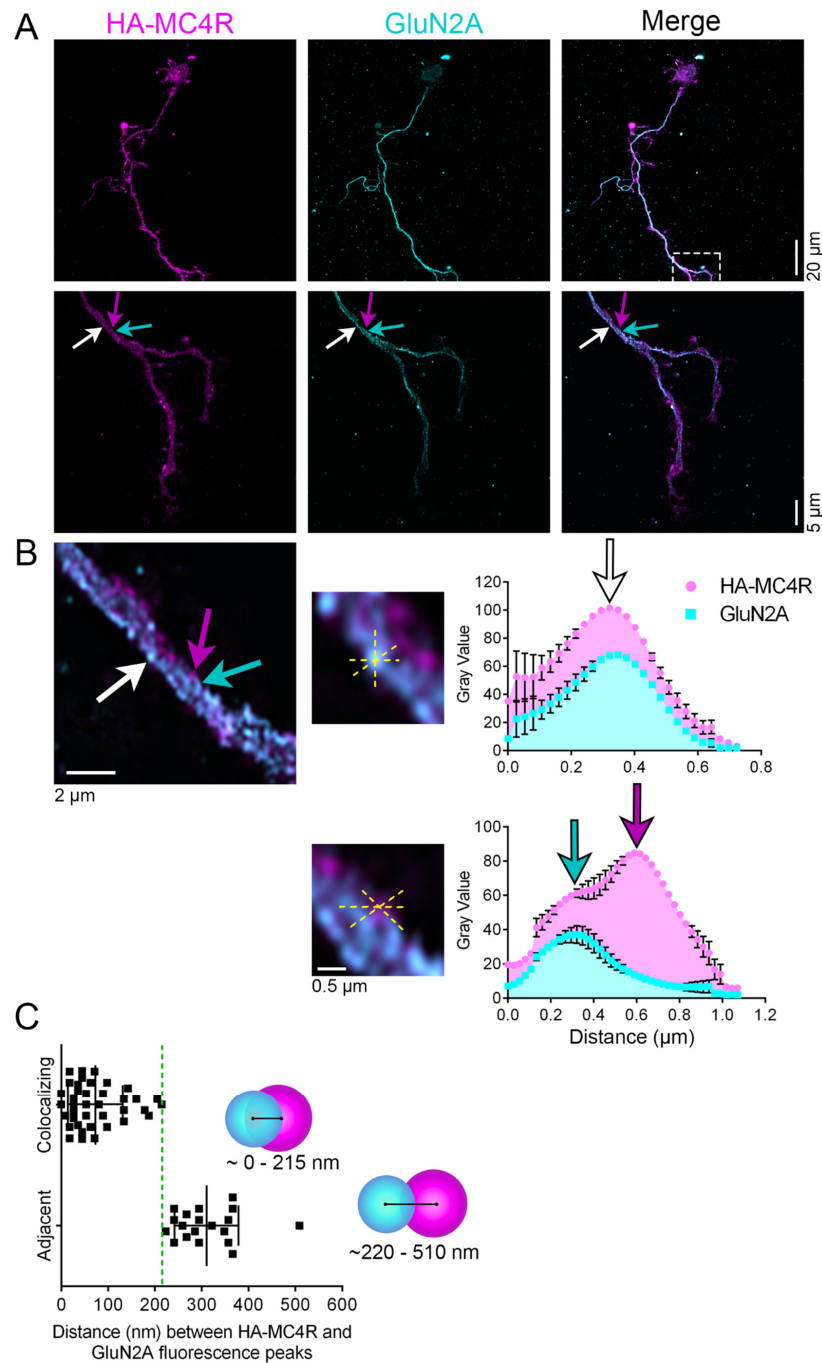 A
HA-MC4R
GluN2A
Merge
20 µm
5 µm
B
2 µm
0.5 µm
Gray Value
120
100
80
60
40
20
0
0.0
0.2
0.4
0.6
0.8
HA-MC4R
GluN2A
Gray Value
100
80
60
40
20
0
0.0
0.2
0.4
0.6
0.8
1.0
1.2
Distance (µm)
C
Colocalizing
Adjacent
~ 0 - 215 nm
~220 - 510 nm
0
100
200
300
400
500
600
Distance (nm) between HA-MC4R and
GluN2A fluorescence peaks